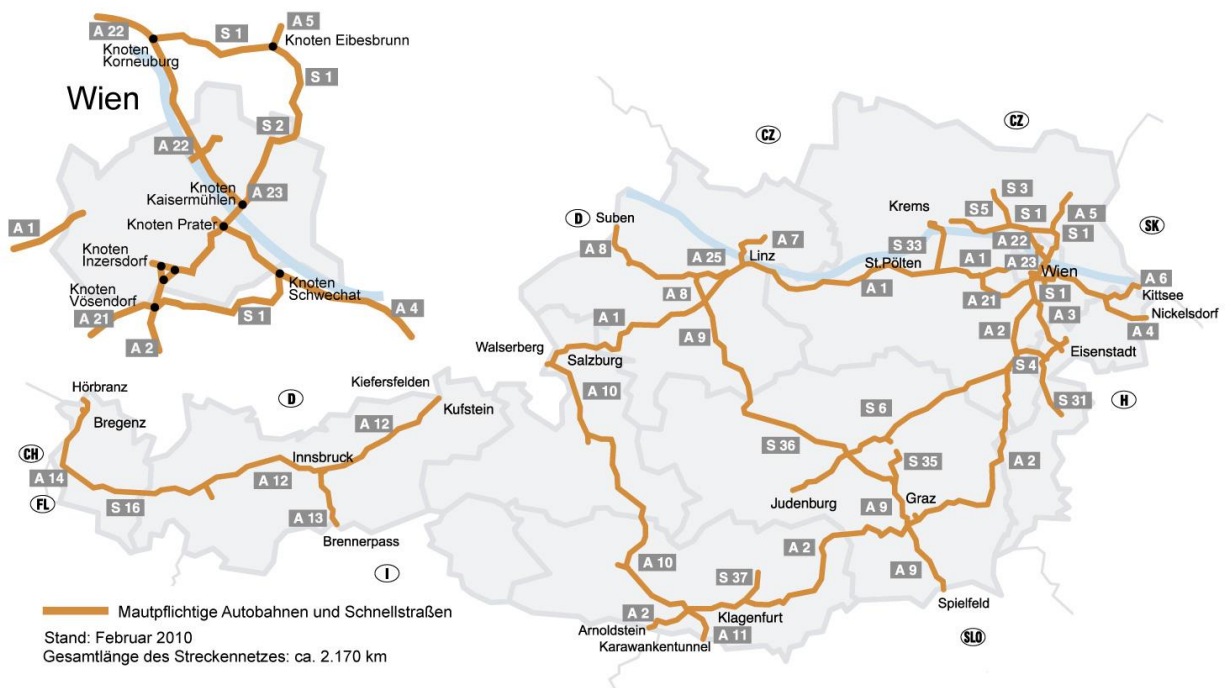 A 22
S 1
A 5
Knoten Eibesbrunn
Knoten
Korneuburg
S 1
Wien
S 2
A 22
Knoten
Kaisermühlen
A 23
Knoten Prater
A 1
Knoten
Inzersdorf
Knoten
Schwechat
Knoten
Vösendorf
A 21
S 1
A 4
A 2
CZ
CZ
S 3
D
Suben
Krems
S 5
S 1
A 5
SK
A 8
A 7
S 33
A 22
S 1
A 25
Linz
St.Pölten
A 1
A 23
Wien
A 6
A 8
A 1
A 21
S 1
Kittsee
A 1
A 9
A 3
Nickelsdorf
A 2
A 4
Walserberg
Salzburg
Eisenstadt
S 4
A 10
S 31
H
S 6
S 36
S 35
A 2
Judenburg
Graz
A 9
A 2
A 10
S 37
A 9
A 2
Klagenfurt
Spielfeld
Arnoldstein
A 11
Karawankentunnel
SLO
Hörbranz
D
Kiefersfelden
Bregenz
Kufstein
A 12
CH
Innsbruck
A 14
A 12
FL
S 16
A 13
Brennerpass
I
Mautpflichtige Autobahnen und Schnellstraßen
Stand: Februar 2010
Gesamtlänge des Streckennetzes: ca. 2.170 km